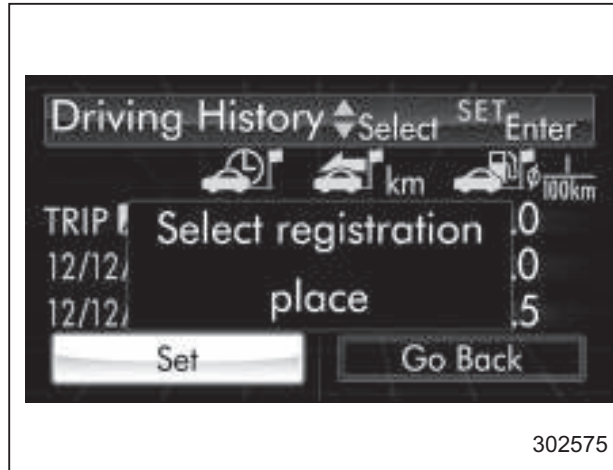 Driving History Select SET Enter
km l/100km
TRIP .0
12/12/ .0
12/12/ .5
Select registration
place
Set Go Back
302575